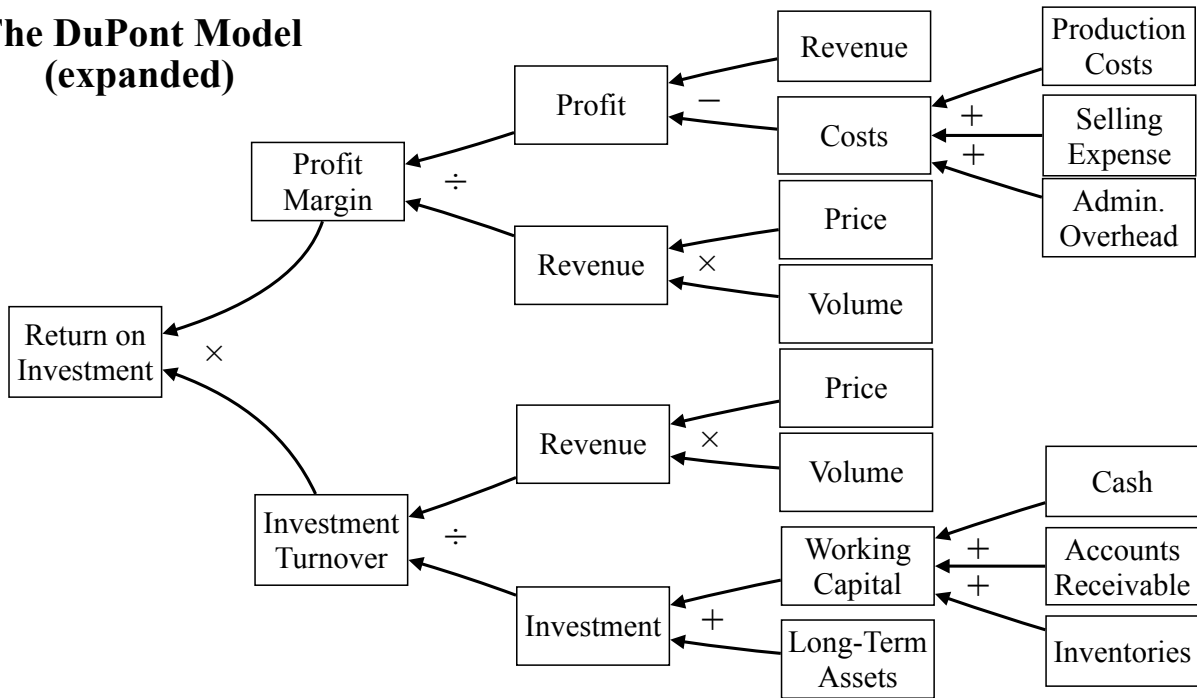 The DuPont Model
(expanded)
Revenue
Production
Costs
Profit
−
Costs
+
Selling
Expense
+
Admin.
Overhead
Profit
Margin
÷
Revenue
Price
×
Volume
Return on
Investment
×
Revenue
Price
×
Volume
Investment
Turnover
÷
Investment
Working
Capital
+
Long-Term
Assets
Cash
+
Accounts
Receivable
+
Inventories